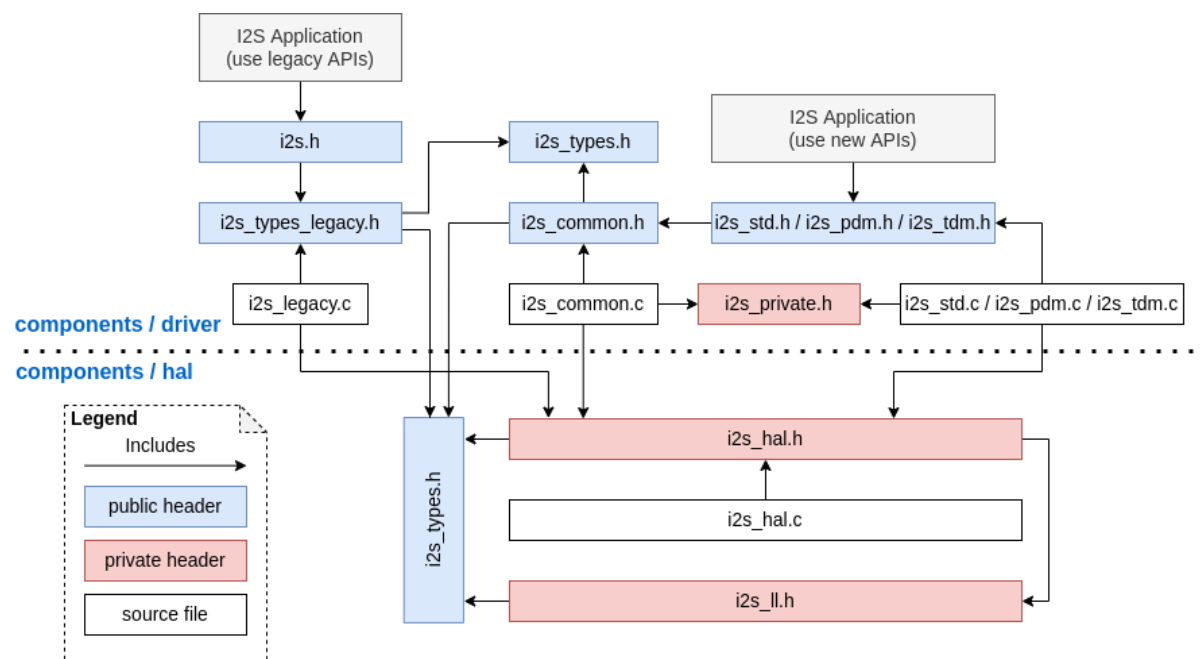 I2S Application
(use legacy APIs)
I2S Application
(use new APIs)
i2s.h
i2s_types.h
i2s_types_legacy.h
i2s_common.h
i2s_std.h / i2s_pdm.h / i2s_tdm.h
i2s_legacy.c
i2s_common.c
i2s_private.h
i2s_std.c / i2s_pdm.c / i2s_tdm.c
components / driver
components / hal
Legend
Includes
public header
private header
source file
i2s_types.h
i2s_hal.h
i2s_hal.c
i2s_ll.h